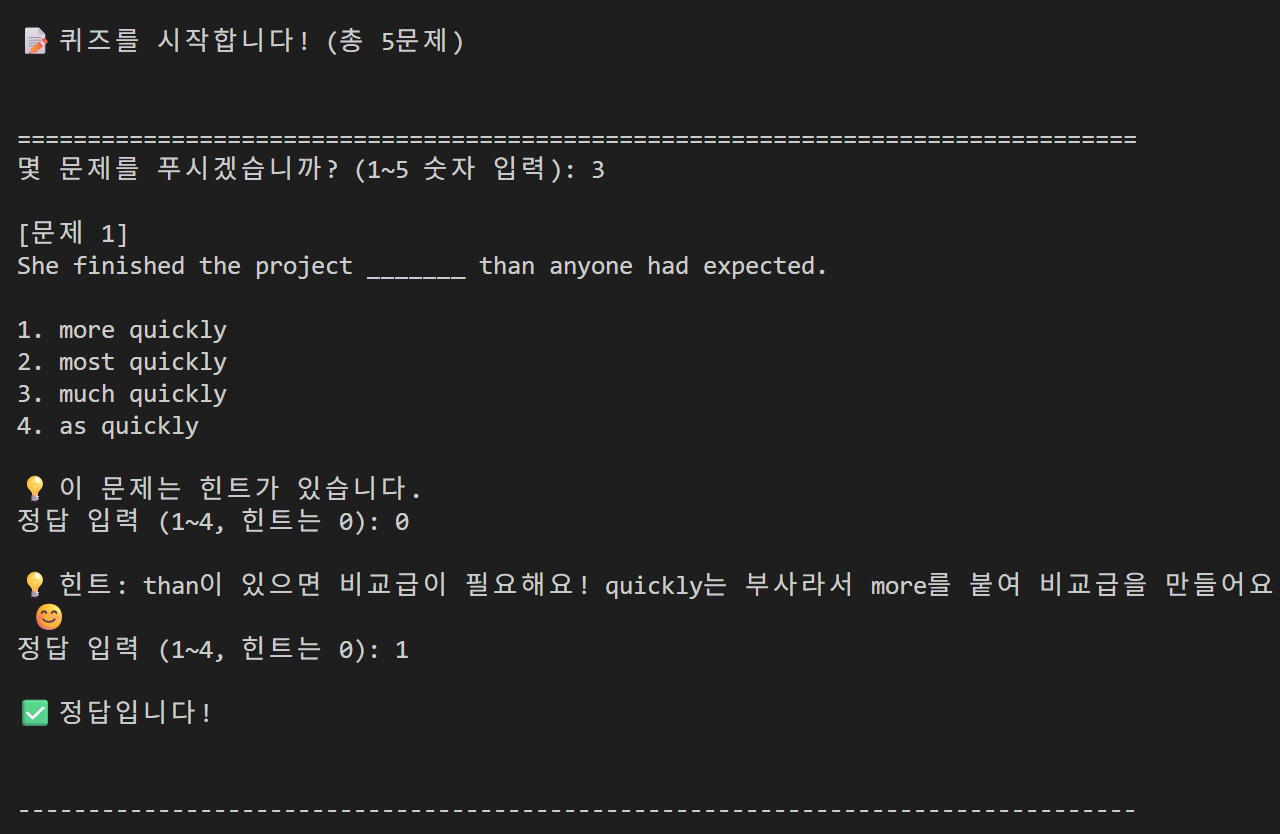 📝 퀴즈를 시작합니다! (총 5문제)
================================================================================
몇 문제를 푸시겠습니까? (1~5 숫자 입력): 3
[문제 1]
She finished the project _______ than anyone had expected.
1. more quickly
2. most quickly
3. much quickly
4. as quickly
💡 이 문제는 힌트가 있습니다.
정답 입력 (1~4, 힌트는 0): 0
💡 힌트: than이 있으면 비교급이 필요해요! quickly는 부사라서 more를 붙여 비교급을 만들어요
😊
정답 입력 (1~4, 힌트는 0): 1
✅ 정답입니다!
--------------------------------------------------------------------------------